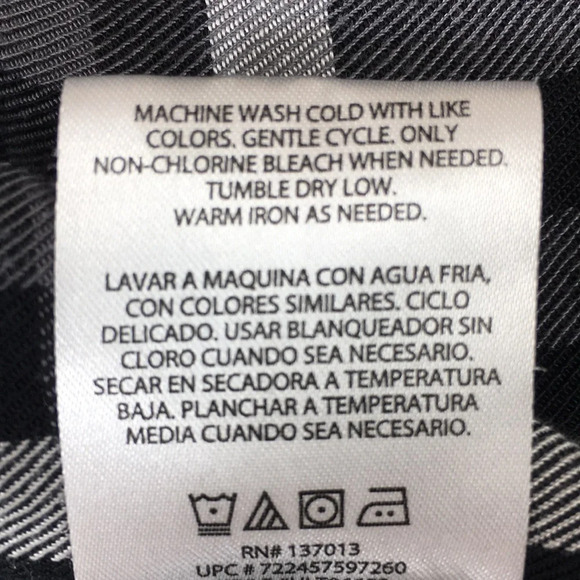 MACHINE WASH COLD WITH LIKE
COLORS. GENTLE CYCLE. ONLY
NON-CHLORINE BLEACH WHEN NEEDED.
TUMBLE DRY LOW.
WARM IRON AS NEEDED.
LAVAR A MAQUINA CON AGUA FRIA,
CON COLORES SIMILARES. CICLO
DELICADO. USAR BLANQUEADOR SIN
CLORO CUANDO SEA NECESARIO.
SECAR EN SECADORA A TEMPERATURA
BAJA. PLANCHAR A TEMPERATURA
MEDIA CUANDO SEA NECESARIO.
RN# 137013
UPC # 722457597260